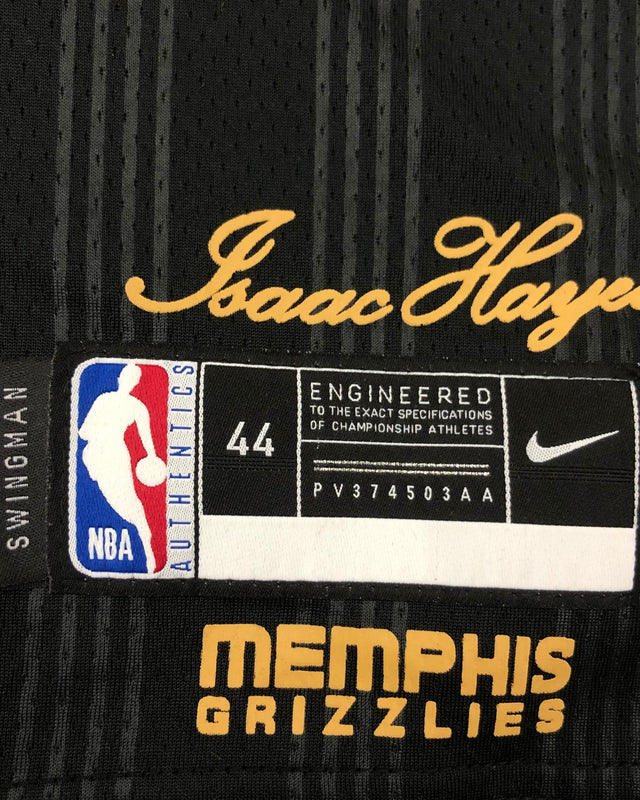 Isaac Haye
SWINGMAN
NBA
AUTHENTICS
44
ENGINEERED
TO THE EXACT SPECIFICATIONS
OF CHAMPIONSHIP ATHLETES
PV374503AA
MEMPHIS
GRIZZLIES